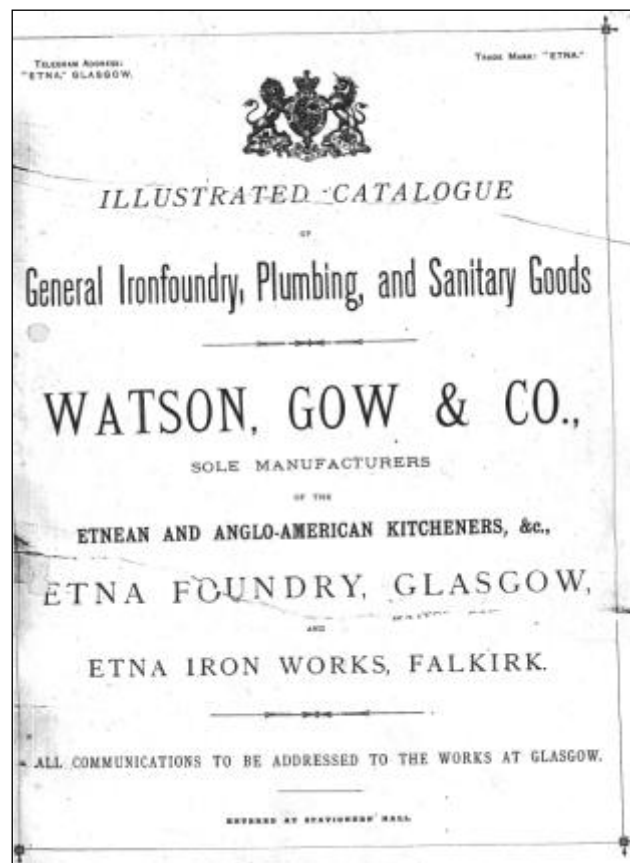 TELEGRAM ADDRESS:
"ETNA," GLASGOW.
TRADE MARK: "ETNA."
ILLUSTRATED CATALOGUE
OF
General Ironfoundry, Plumbing, and Sanitary Goods
WATSON, GOW & CO.,
SOLE MANUFACTURERS
OF THE
ETNEAN AND ANGLO-AMERICAN KITCHENERS, &c.,
ETNA FOUNDRY, GLASGOW,
AND
ETNA IRON WORKS, FALKIRK.
ALL COMMUNICATIONS TO BE ADDRESSED TO THE WORKS AT GLASGOW.
ENTERED AT STATIONERS' HALL